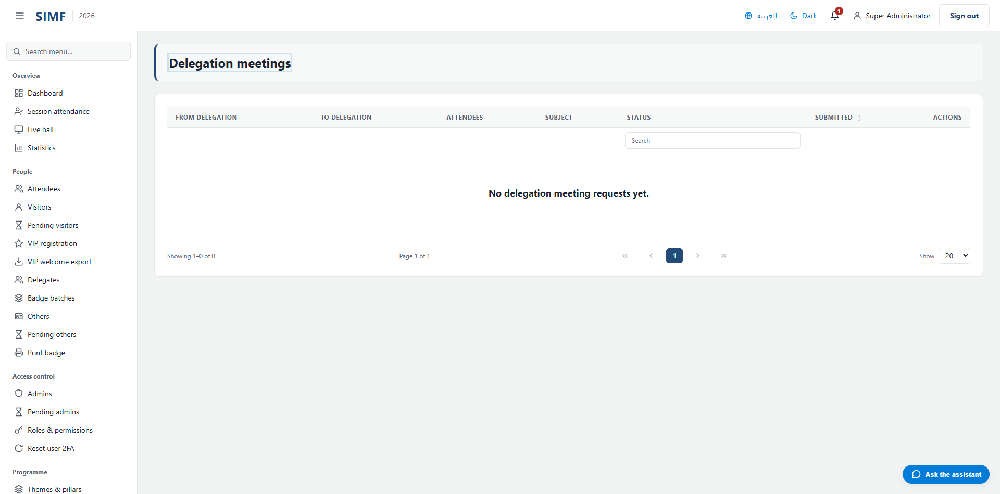 SIMF
2026
العربية
Dark
1
Super Administrator
Sign out
Search menu...
Overview
Dashboard
Session attendance
Live hall
Statistics
People
Attendees
Visitors
Pending visitors
VIP registration
VIP welcome export
Delegates
Badge batches
Others
Pending others
Print badge
Access control
Admins
Pending admins
Roles & permissions
Reset user 2FA
Programme
Themes & pillars
Delegation meetings
FROM DELEGATION TO DELEGATION ATTENDEES SUBJECT STATUS SUBMITTED ACTIONS
Search
No delegation meeting requests yet.
Showing 1–0 of 0
Page 1 of 1
« ‹ 1 › »
Show 20
Ask the assistant